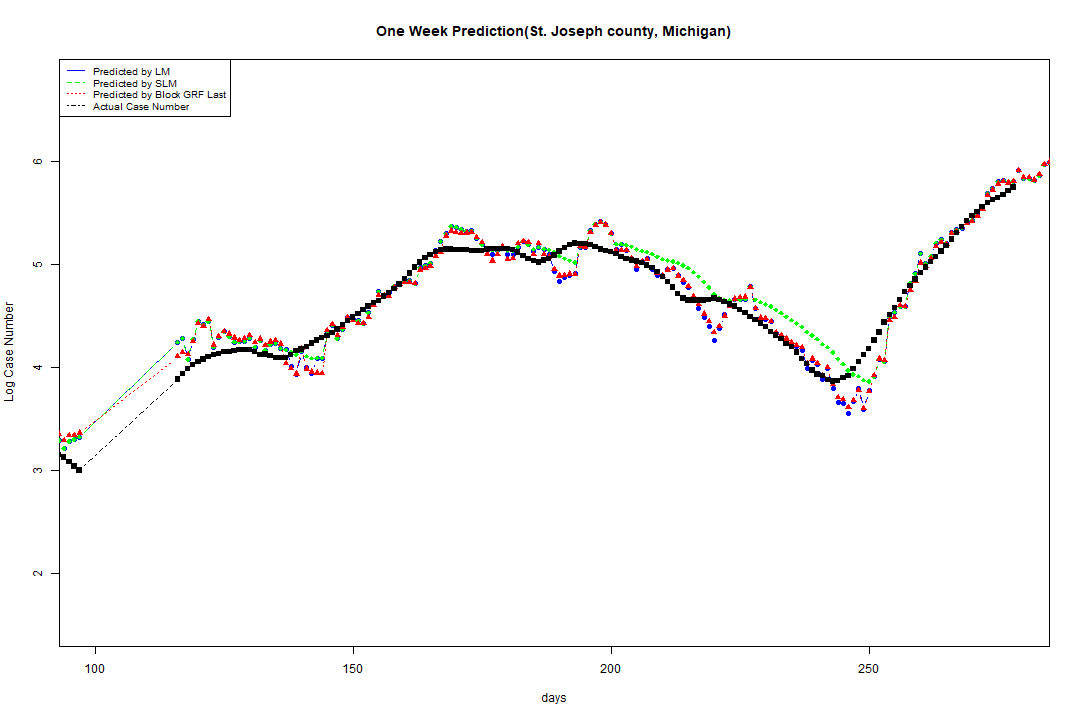 One Week Prediction(St. Joseph county, Michigan)
Predicted by LM
Predicted by SLM
Predicted by Block GRF Last
Actual Case Number
6
5
4
3
2
Log Case Number
100
150
200
250
days